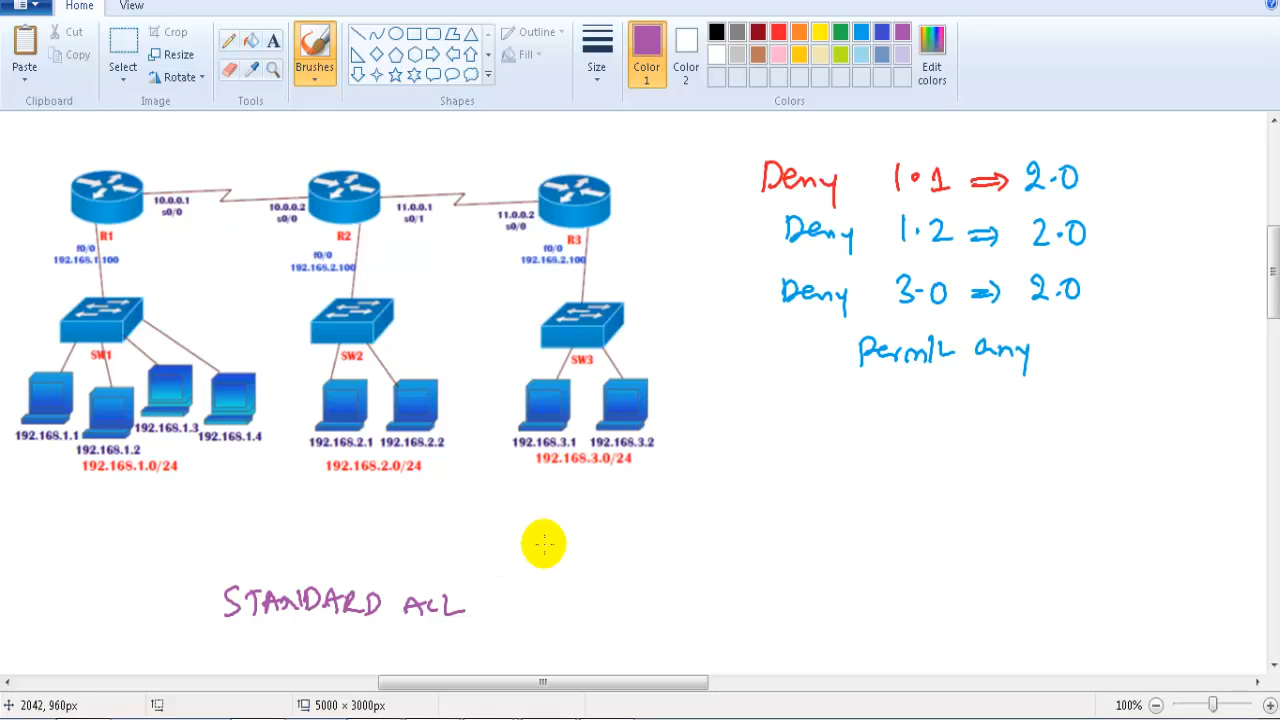 Home
View
Paste
Cut
Copy
Select
Crop
Resize
Rotate
A
Brushes
Outline
Fill
Size
Color
1
Color
2
Edit
colors
Clipboard
Image
Tools
Shapes
Colors
10.0.0.1
s0/0
10.0.0.2
s0/0
11.0.0.1
s0/1
11.0.0.2
s0/0
R1
R2
R3
f0/0
192.168.1.100
f0/0
192.168.2.100
f0/0
192.168.2.100
SW1
SW2
SW3
192.168.1.1
192.168.1.2
192.168.1.3
192.168.1.4
192.168.2.1
192.168.2.2
192.168.3.1
192.168.3.2
192.168.1.0/24
192.168.2.0/24
192.168.3.0/24
Deny 1.1 => 2.0
Deny 1.2 => 2.0
Deny 3.0 => 2.0
Permit any
STANDARD ACL
2042, 960px
5000 × 3000px
100%